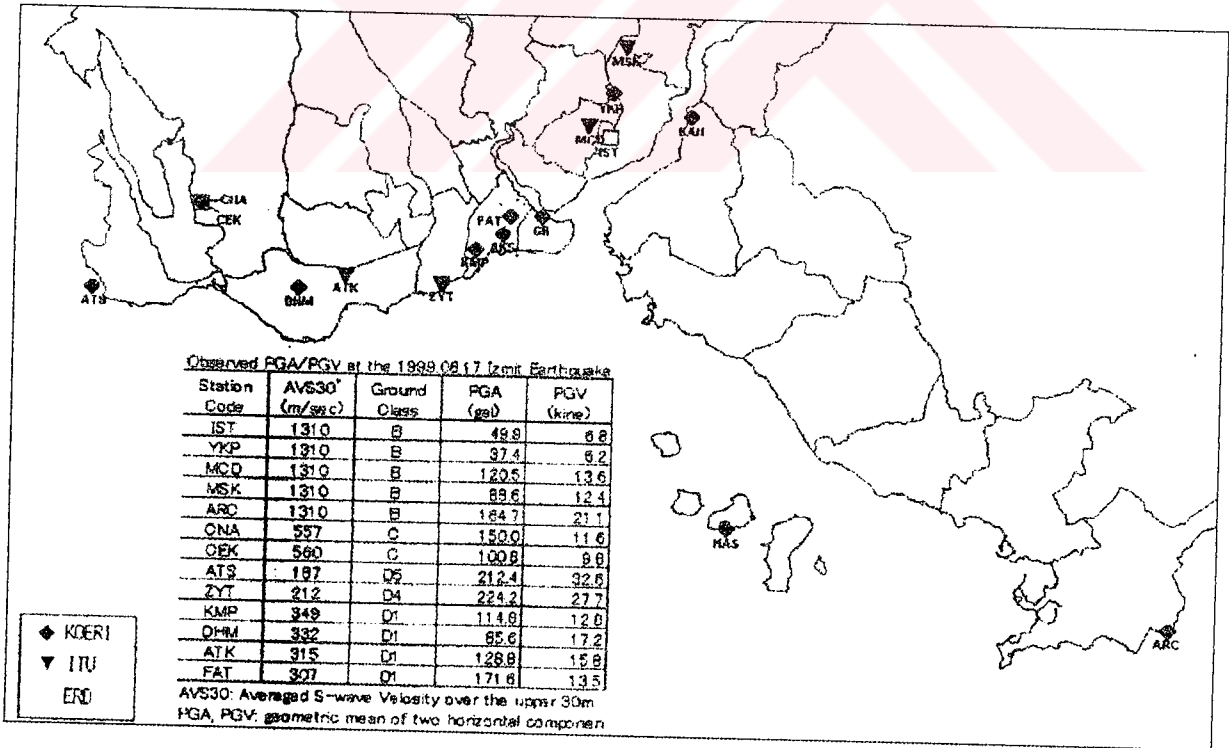 MSK
YKP
MCD
IST
KAN
CNA
CEK
FAT
GB
AKS
KMP
ATS
DHM
ATK
ZYT
Observed PGA/PGV at the 1999.08.17 Izmit Earthquake
Station Code AVS30* (m/sec) Ground Class PGA (gal) PGV (kine)
IST 1310 B 49.9 6.8
YKP 1310 B 37.4 6.2
MCD 1310 B 120.5 13.6
MSK 1310 B 89.6 12.4
ARC 1310 B 164.7 21.1
CNA 557 C 150.0 11.6
CEK 560 C 100.8 9.8
ATS 187 D5 212.4 32.6
ZYT 212 D4 224.2 27.7
KMP 349 D1 114.8 12.0
DHM 332 D1 85.6 17.2
ATK 315 D1 128.8 15.8
FAT 307 D1 171.6 13.5
AVS30: Averaged S-wave Velosity over the upper 30m
PGA, PGV: geometric mean of two horizontal componen
HAS
ARC
KOERI
ITU
ERD